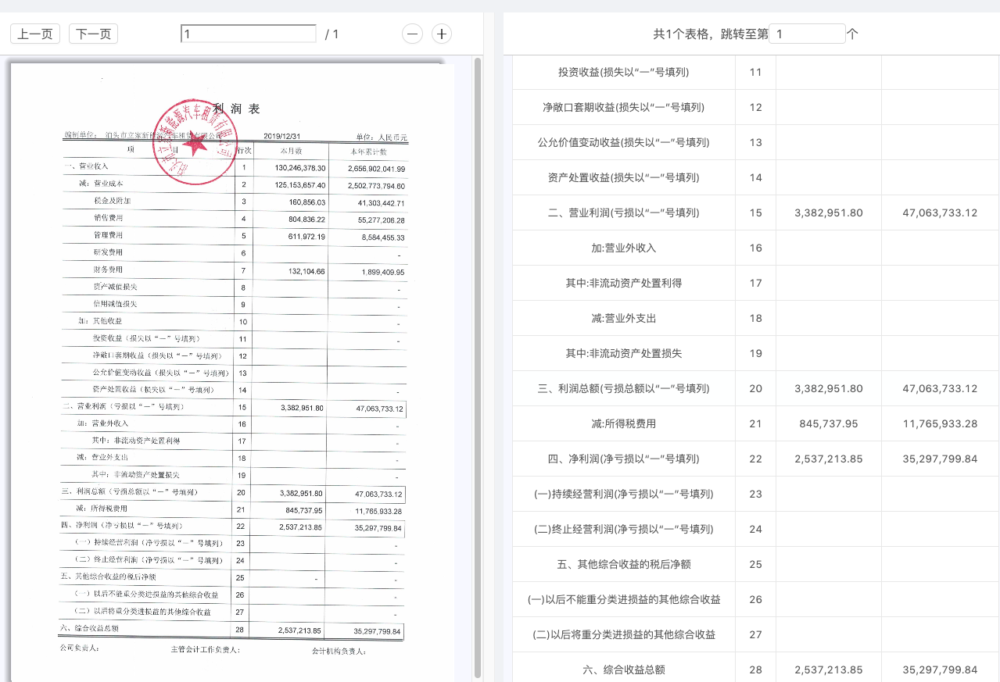 上一页 下一页 1 / 1
利 润 表
编制单位： 泊头市立家新能源汽车租赁有限公司 2019/12/31 单位：人民币元
项 目 行次 本月数 本年累计数
一、营业收入 1 130,246,378.30 2,656,902,041.99
减：营业成本 2 125,153,657.40 2,502,773,794.60
税金及附加 3 160,856.03 41,303,442.71
销售费用 4 804,836.22 55,277,206.28
管理费用 5 611,972.19 8,584,455.33
研发费用 6 -
财务费用 7 132,104.66 1,899,409.95
资产减值损失 8 -
信用减值损失 9 -
加：其他收益 10 -
投资收益（损失以“一”号填列） 11 -
净敞口套期收益（损失以“一”号填列） 12
公允价值变动收益（损失以“一”号填列） 13
资产处置收益（损失以“一”号填列） 14 -
二、营业利润（亏损以“一”号填列） 15 3,382,951.80 47,063,733.12
加：营业外收入 16 -
其中：非流动资产处置利得 17 -
减：营业外支出 18 -
其中：非流动资产处置损失 19 -
三、利润总额（亏损总额以“一”号填列） 20 3,382,951.80 47,063,733.12
减：所得税费用 21 845,737.95 11,765,933.28
四、净利润（净亏损以“一”号填列） 22 2,537,213.85 35,297,799.84
（一）持续经营利润（净亏损以“一”号填列） 23 -
（二）终止经营利润（净亏损以“一”号填列） 24 -
五、其他综合收益的税后净额 25 - -
（一）以后不能重分类进损益的其他综合收益 26 -
（二）以后将重分类进损益的其他综合收益 27 -
六、综合收益总额 28 2,537,213.85 35,297,799.84
公司负责人： 主管会计工作负责人： 会计机构负责人：
共1个表格，跳转至第 1 个
投资收益(损失以“一”号填列) 11
净敞口套期收益(损失以“一”号填列) 12
公允价值变动收益(损失以“一”号填列) 13
资产处置收益(损失以“一”号填列) 14
二、营业利润(亏损以“一”号填列) 15 3,382,951.80 47,063,733.12
加:营业外收入 16
其中:非流动资产处置利得 17
减:营业外支出 18
其中:非流动资产处置损失 19
三、利润总额(亏损总额以“一”号填列) 20 3,382,951.80 47,063,733.12
减:所得税费用 21 845,737.95 11,765,933.28
四、净利润(净亏损以“一”号填列) 22 2,537,213.85 35,297,799.84
(一)持续经营利润(净亏损以“一”号填列) 23
(二)终止经营利润(净亏损以“一”号填列) 24
五、其他综合收益的税后净额 25
(一)以后不能重分类进损益的其他综合收益 26
(二)以后将重分类进损益的其他综合收益 27
六、综合收益总额 28 2,537,213.85 35,297,799.84